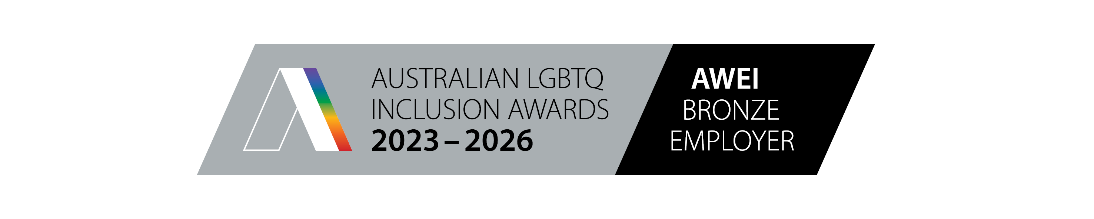 AUSTRALIAN LGBTQ
INCLUSION AWARDS
2023–2026
AWEI
BRONZE
EMPLOYER